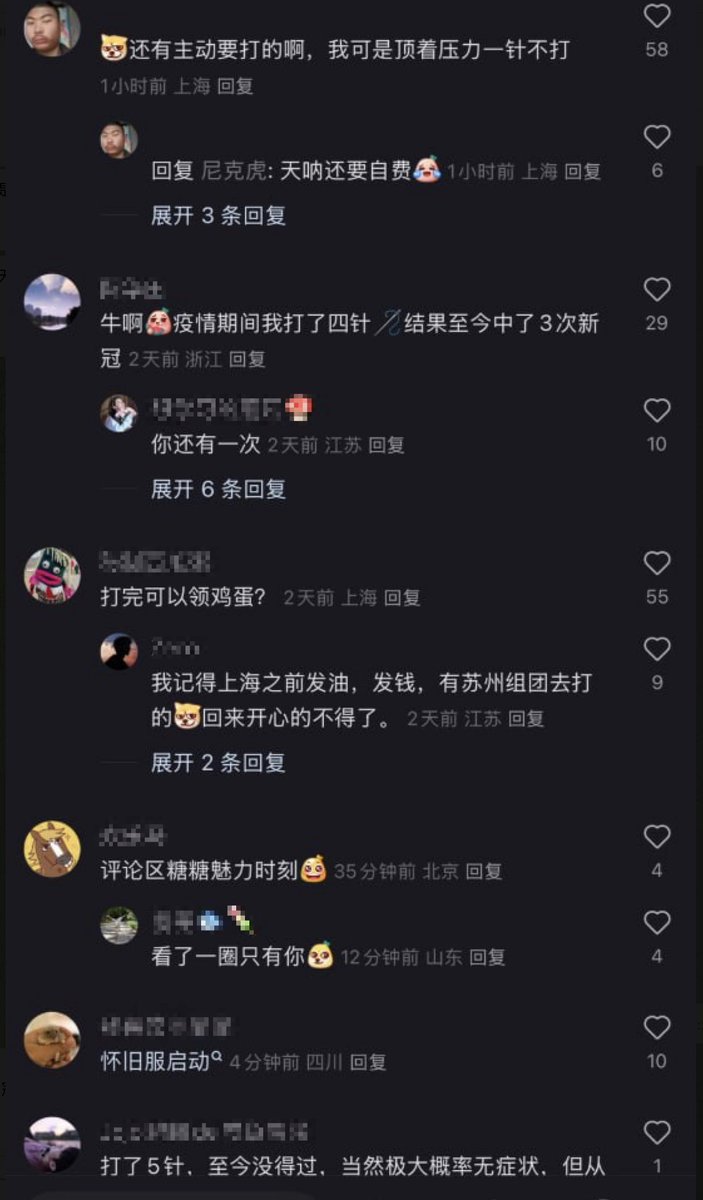 还有主动要打的啊，我可是顶着压力一针不打
58
1小时前 上海 回复
回复 尼克虎: 天呐还要自费 1小时前 上海 回复
6
展开 3 条回复
牛啊疫情期间我打了四针结果至今中了3次新
29
冠 2天前 浙江 回复
你还有一次 2天前 江苏 回复
10
展开 6 条回复
打完可以领鸡蛋？ 2天前 上海 回复
55
我记得上海之前发油，发钱，有苏州组团去打
9
的回来开心的不得了。 2天前 江苏 回复
展开 2 条回复
评论区糖糖魅力时刻 35分钟前 北京 回复
4
看了一圈只有你 12分钟前 山东 回复
4
怀旧服启动 4分钟前 四川 回复
10
打了5针，至今没得过，当然极大概率无症状，但从
1